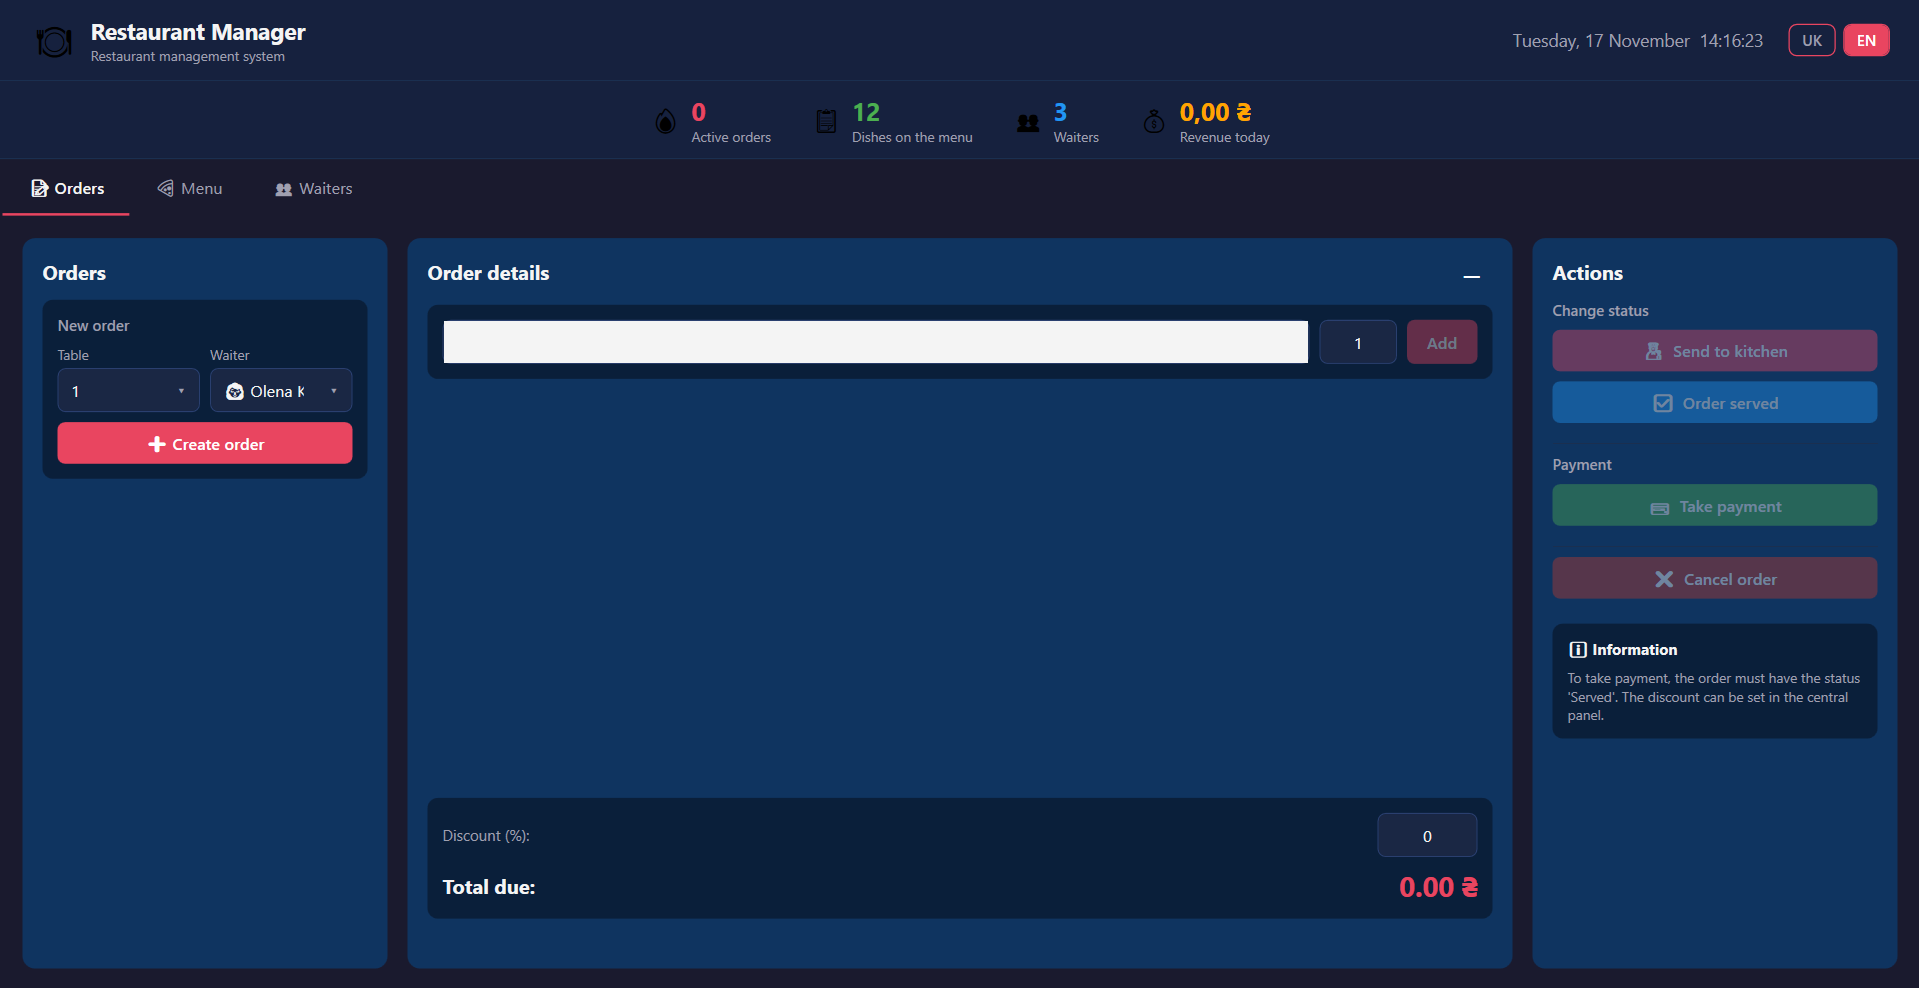 Restaurant Manager
Restaurant management system
Tuesday, 17 November 14:16:23
UK
EN
0
Active orders
12
Dishes on the menu
3
Waiters
0,00 ₴
Revenue today
Orders
Menu
Waiters
Orders
New order
Table
Waiter
1
Olena K
Create order
Order details
—
1
Add
Discount (%):
0
Total due:
0.00 ₴
Actions
Change status
Send to kitchen
Order served
Payment
Take payment
Cancel order
Information
To take payment, the order must have the status
'Served'. The discount can be set in the central
panel.